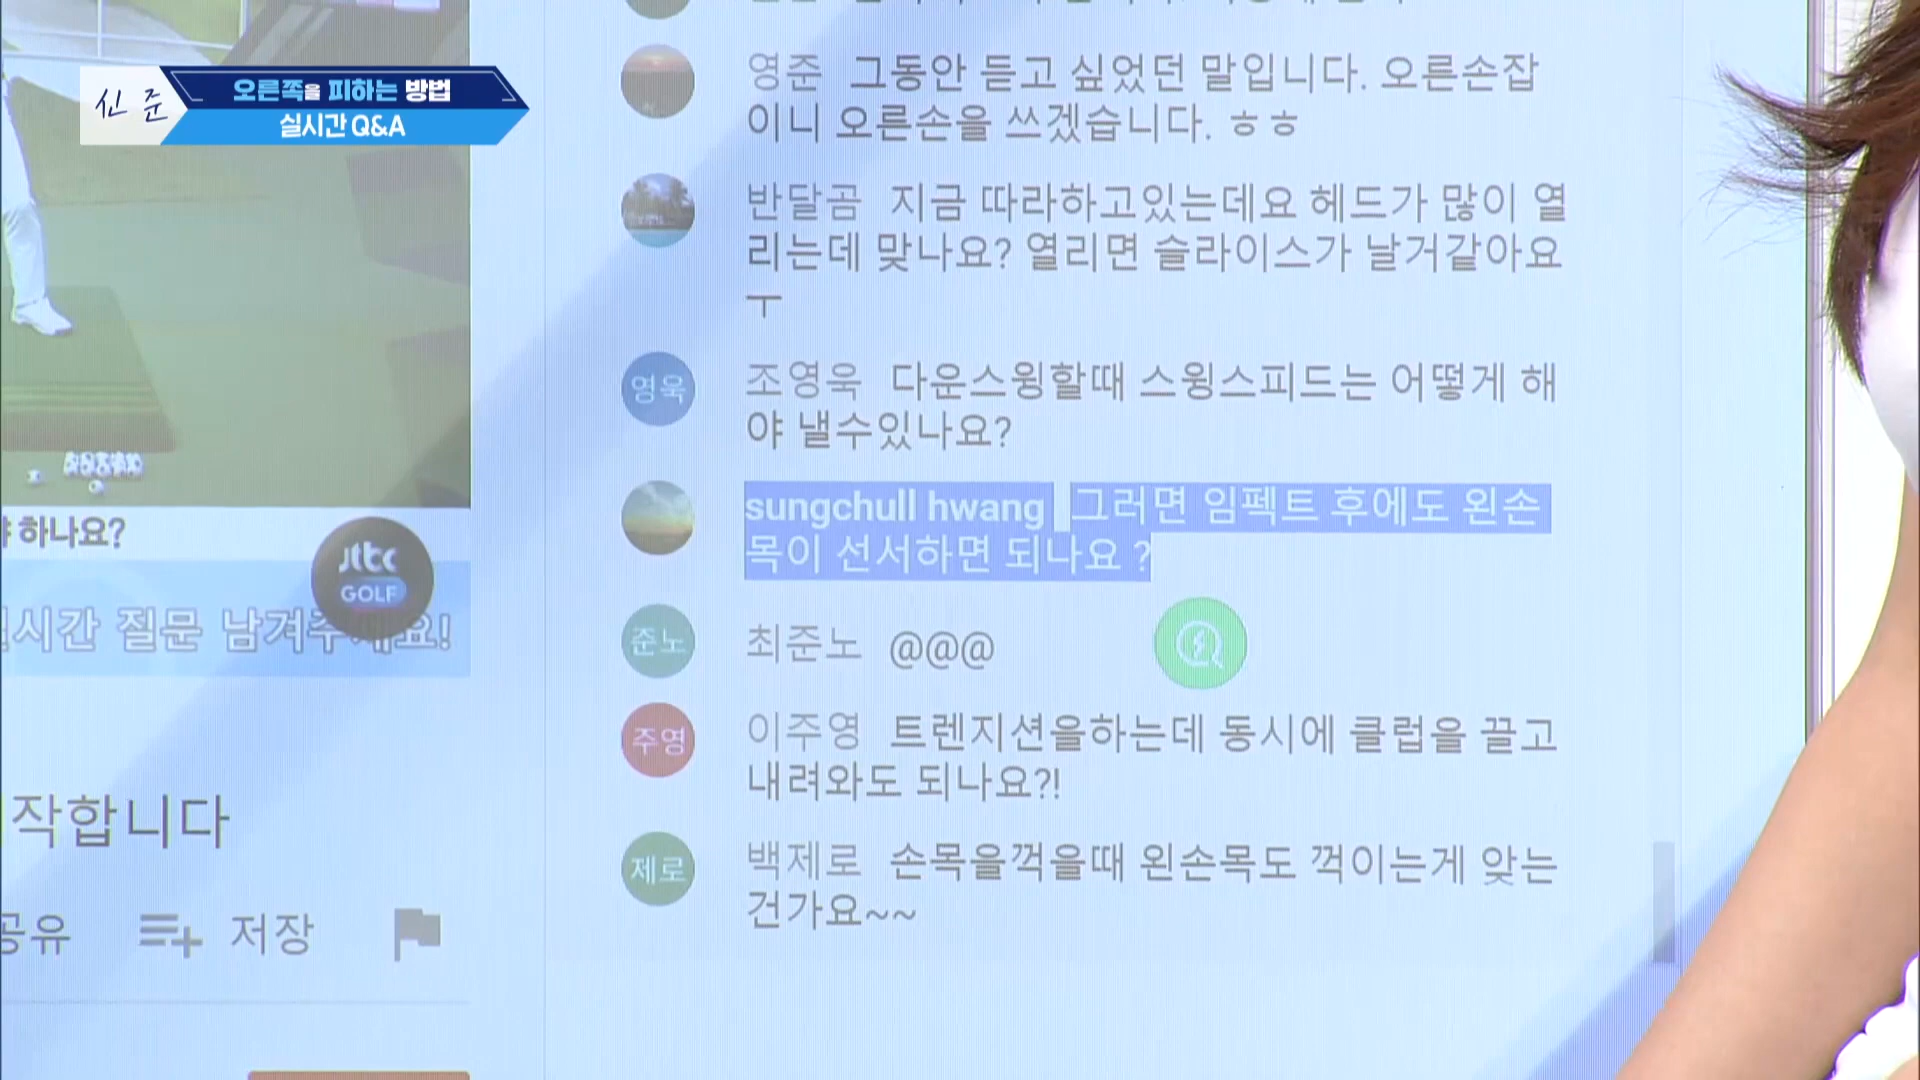 신 준
오른쪽을 피하는 방법
실시간 Q&A
영준 그동안 듣고 싶었던 말입니다. 오른손잡
이니 오른손을 쓰겠습니다. ㅎㅎ
반달곰 지금 따라하고있는데요 헤드가 많이 열
리는데 맞나요? 열리면 슬라이스가 날거같아요
ㅜ
영욱
조영욱 다운스윙할때 스윙스피드는 어떻게 해
야 낼수있나요?
sungchull hwang 그러면 임펙트 후에도 왼손
목이 선서하면 되나요 ?
준노
최준노 @@@
주영
이주영 트렌지션을하는데 동시에 클럽을 끌고
내려와도 되나요?!
제로
백제로 손목을꺽을때 왼손목도 꺽이는게 앚는
건가요~~
하나요?
JTBC
GOLF
시간 질문 남겨주세요!
작합니다
공유 저장